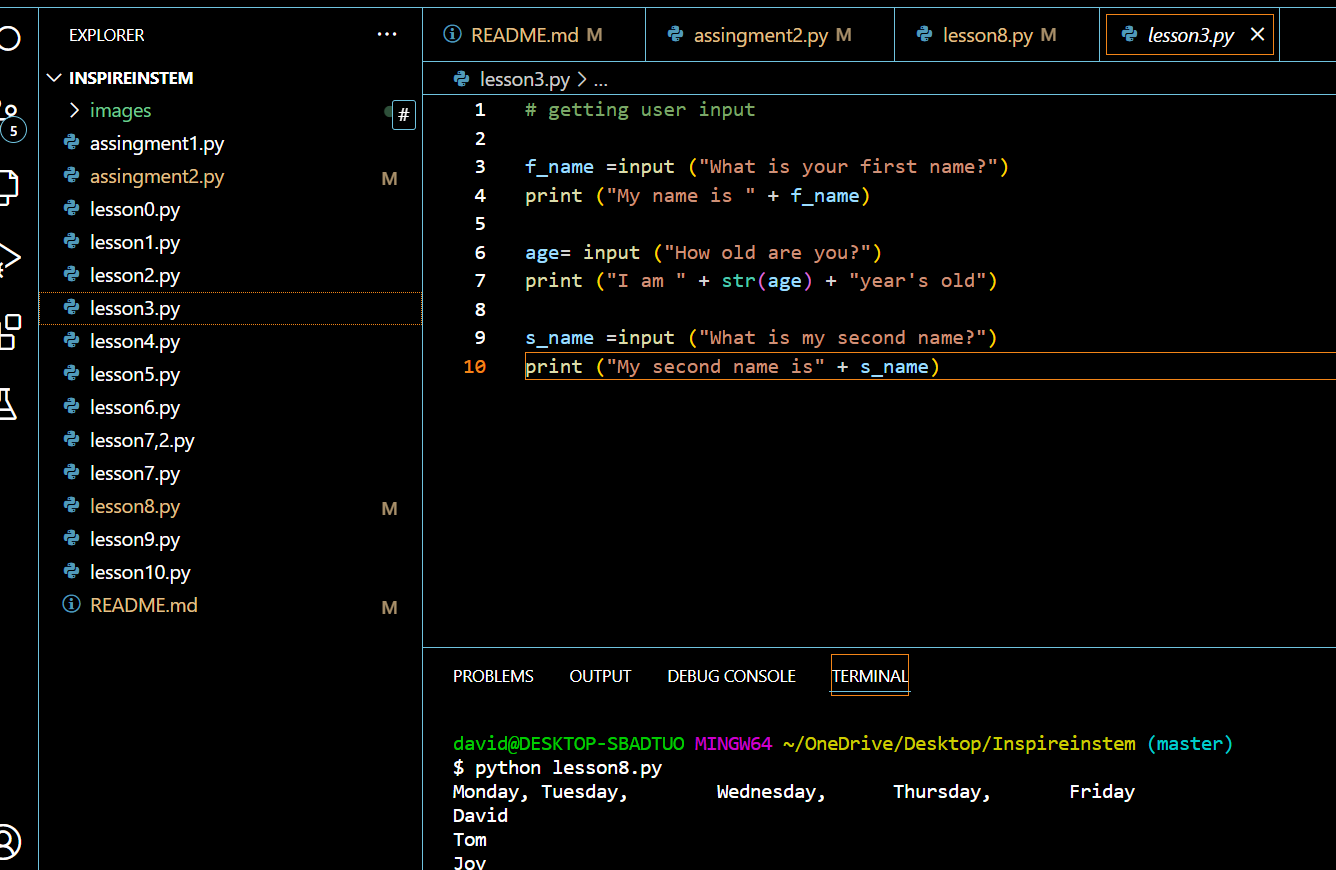 EXPLORER
...
INSPIREINSTEM
images
#
5
assingment1.py
assingment2.py M
lesson0.py
lesson1.py
lesson2.py
lesson3.py
lesson4.py
lesson5.py
lesson6.py
lesson7,2.py
lesson7.py
lesson8.py M
lesson9.py
lesson10.py
README.md M
README.md M assingment2.py M lesson8.py M lesson3.py
lesson3.py > ...
1 # getting user input
2
3 f_name =input ("What is your first name?")
4 print ("My name is " + f_name)
5
6 age= input ("How old are you?")
7 print ("I am " + str(age) + "year's old")
8
9 s_name =input ("What is my second name?")
10 print ("My second name is" + s_name)
PROBLEMS OUTPUT DEBUG CONSOLE TERMINAL
david@DESKTOP-SBADTUO MINGW64 ~/OneDrive/Desktop/Inspireinstem (master)
$ python lesson8.py
Monday, Tuesday, Wednesday, Thursday, Friday
David
Tom
Joy